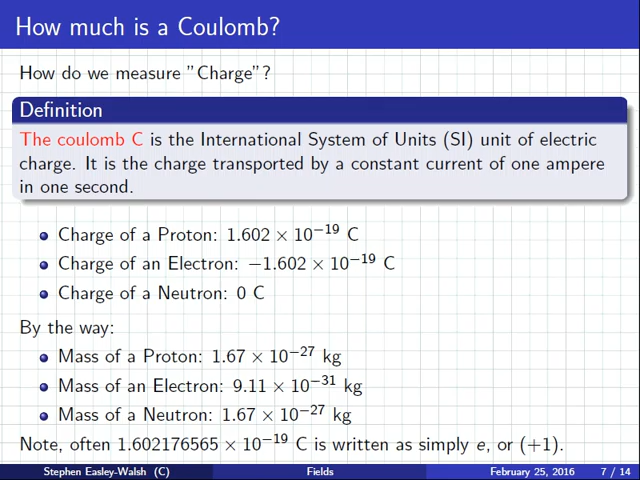 How much is a Coulomb?
How do we measure "Charge"?
Definition
The coulomb C is the International System of Units (SI) unit of electric
charge. It is the charge transported by a constant current of one ampere
in one second.
Charge of a Proton: 1.602 × 10⁻¹⁹ C
Charge of an Electron: −1.602 × 10⁻¹⁹ C
Charge of a Neutron: 0 C
By the way:
Mass of a Proton: 1.67 × 10⁻²⁷ kg
Mass of an Electron: 9.11 × 10⁻³¹ kg
Mass of a Neutron: 1.67 × 10⁻²⁷ kg
Note, often 1.602176565 × 10⁻¹⁹ C is written as simply e, or (+1).
Stephen Easley-Walsh (C) Fields February 25, 2016 7 / 14